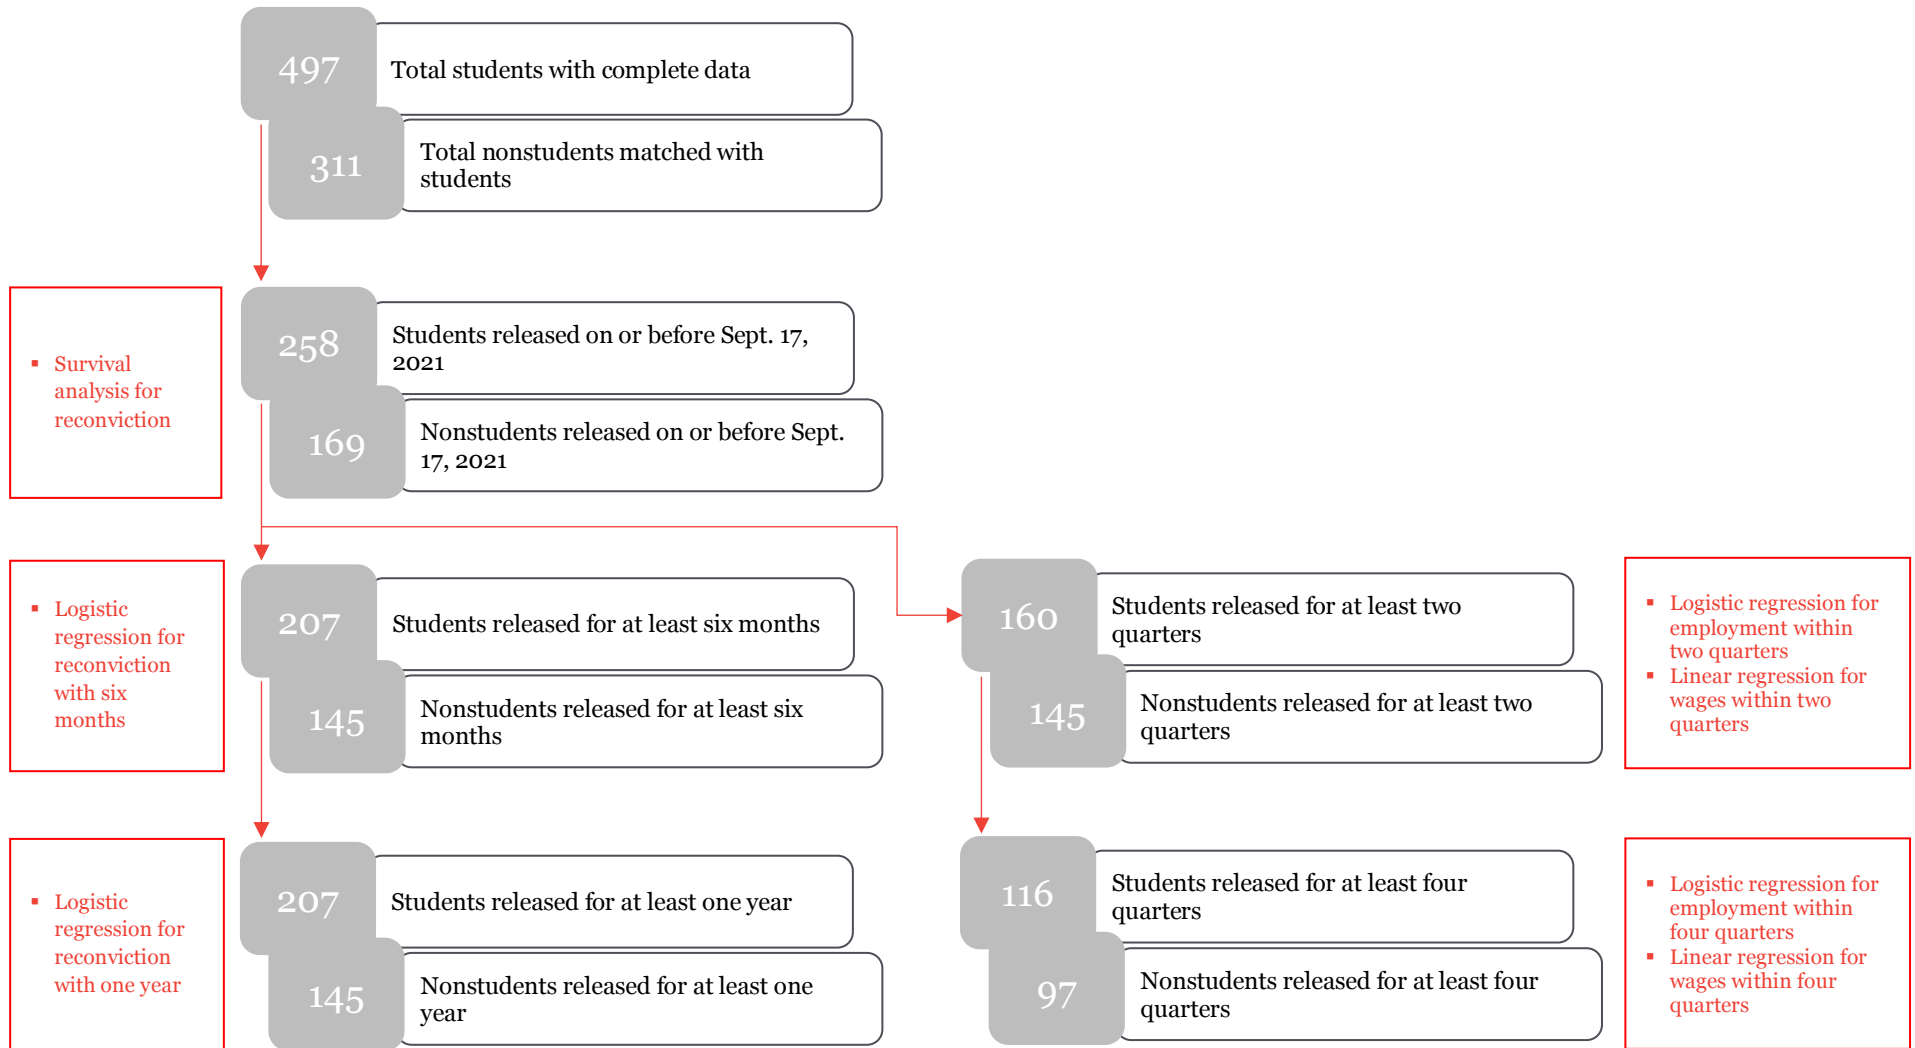 497
Total students with complete data
311
Total nonstudents matched with
students
▪ Survival
analysis for
reconviction
258
Students released on or before Sept. 17,
2021
169
Nonstudents released on or before Sept.
17, 2021
▪ Logistic
regression for
reconviction
with six
months
207
Students released for at least six months
145
Nonstudents released for at least six
months
160
Students released for at least two
quarters
145
Nonstudents released for at least two
quarters
▪ Logistic regression for
employment within
two quarters
▪ Linear regression for
wages within two
quarters
▪ Logistic
regression for
reconviction
with one year
207
Students released for at least one year
145
Nonstudents released for at least one
year
116
Students released for at least four
quarters
97
Nonstudents released for at least four
quarters
▪ Logistic regression for
employment within
four quarters
▪ Linear regression for
wages within four
quarters